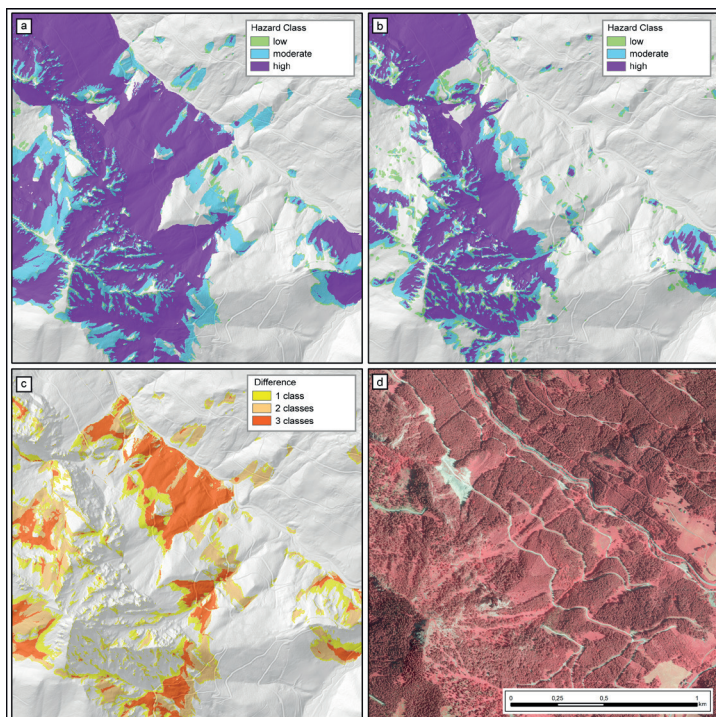 a
Hazard Class
low
moderate
high
b
Hazard Class
low
moderate
high
c
Difference
1 class
2 classes
3 classes
d
0 0,25 0,5 1
km